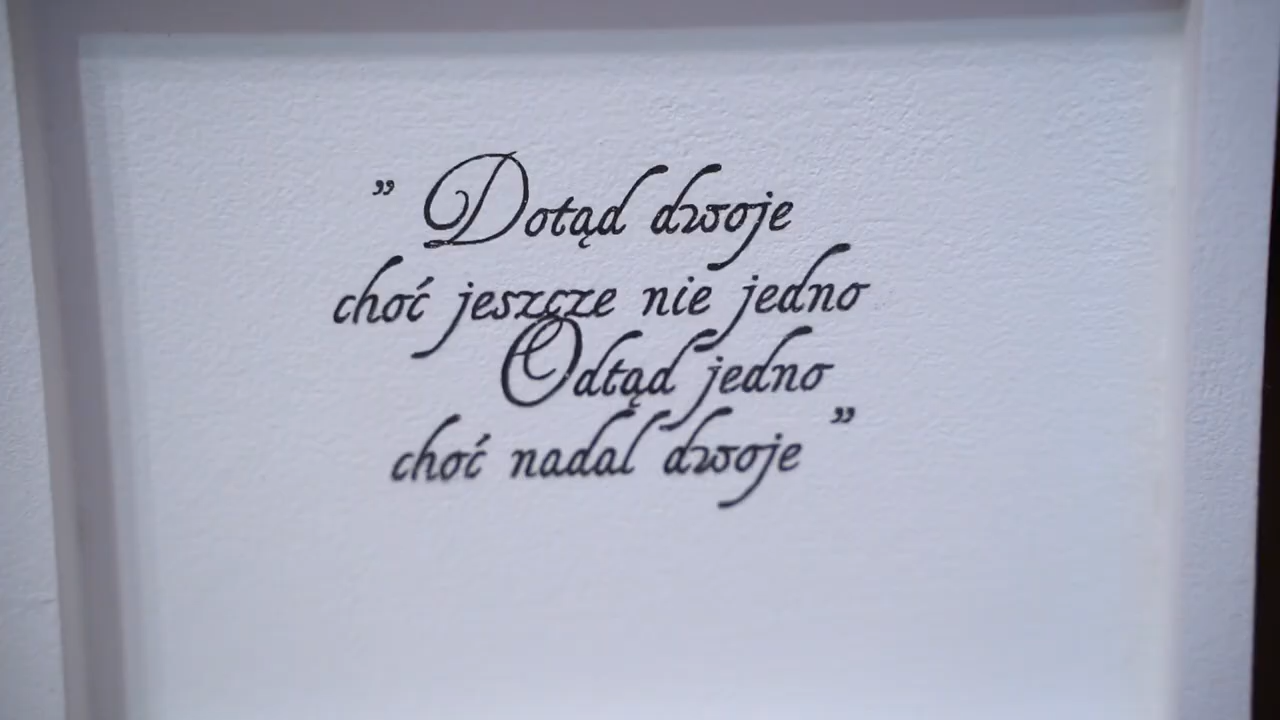 ” Dotąd dwoje
choć jeszcze nie jedno
Odtąd jedno
choć nadal dwoje ”